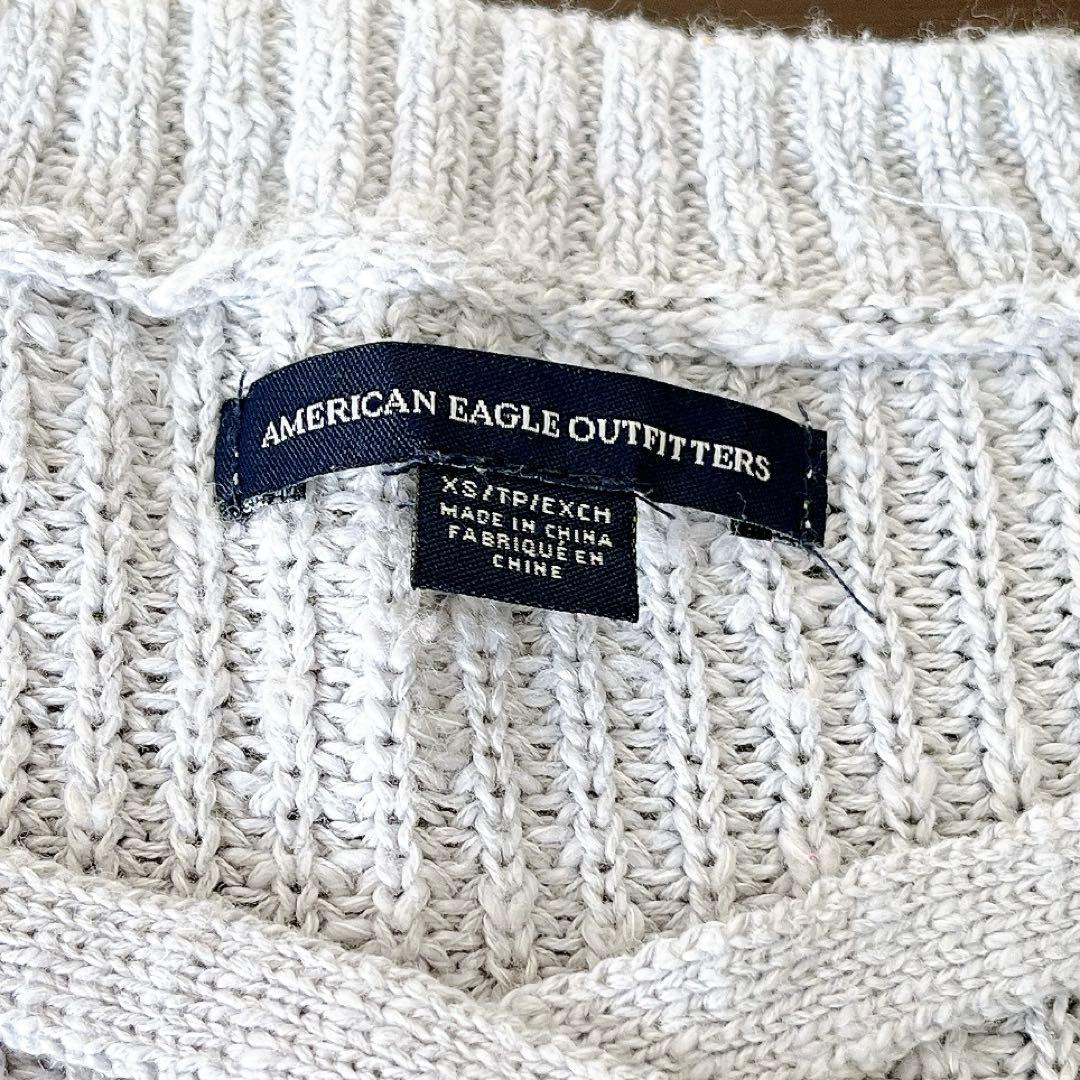 AMERICAN EAGLE OUTFITTERS
XS/TP/EXCH
MADE IN CHINA
FABRIQUÉ EN
CHINE